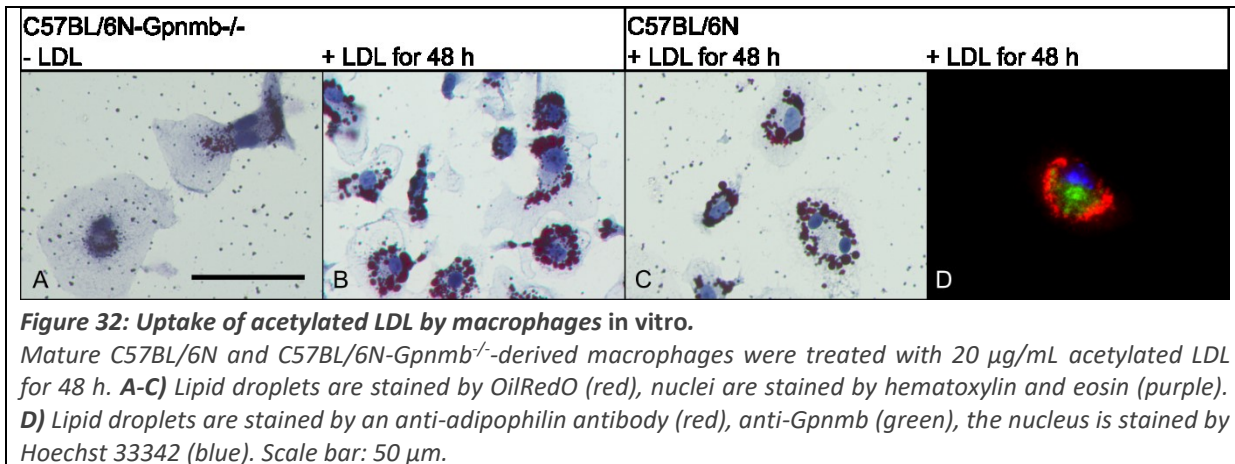 C57BL/6N-Gpnmb-/- C57BL/6N
- LDL + LDL for 48 h + LDL for 48 h + LDL for 48 h
A B C D
Figure 32: Uptake of acetylated LDL by macrophages in vitro.
Mature C57BL/6N and C57BL/6N-Gpnmb-/--derived macrophages were treated with 20 µg/mL acetylated LDL
for 48 h. A-C) Lipid droplets are stained by OilRedO (red), nuclei are stained by hematoxylin and eosin (purple).
D) Lipid droplets are stained by an anti-adipophilin antibody (red), anti-Gpnmb (green), the nucleus is stained by
Hoechst 33342 (blue). Scale bar: 50 µm.